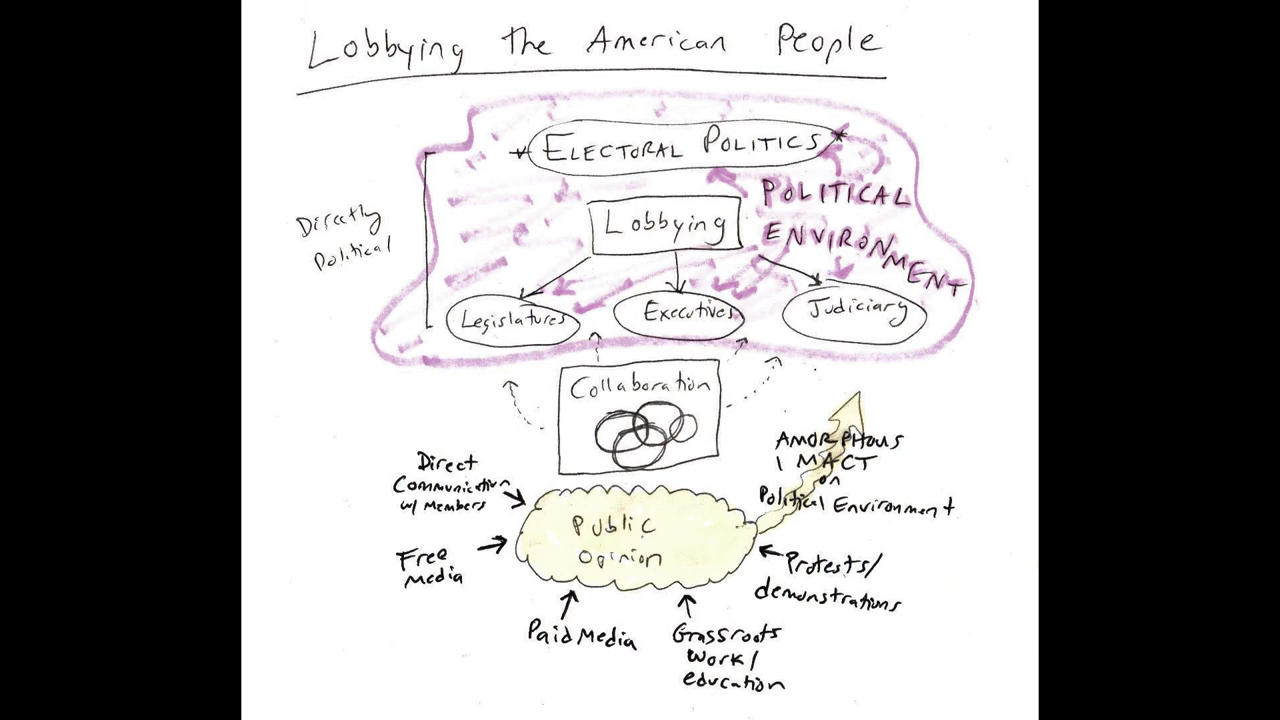 Lobbying the American People
ELECTORAL POLITICS
POLITICAL
ENVIRONMENT
Directly
Political
Lobbying
Legislatures
Executives
Judiciary
Collaboration
AMORPHOUS
IMACT
on
Political Environment
Direct
Communication
w/ Members
Public
Opinion
Free
Media
Protests/
demonstrations
Paid Media
Grassroots
Work/
education